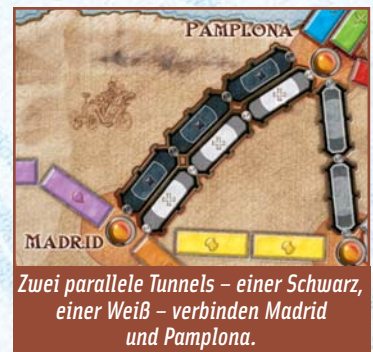 PAMPLONA
MADRID
Zwei parallele Tunnels – einer Schwarz,
einer Weiß – verbinden Madrid
und Pamplona.